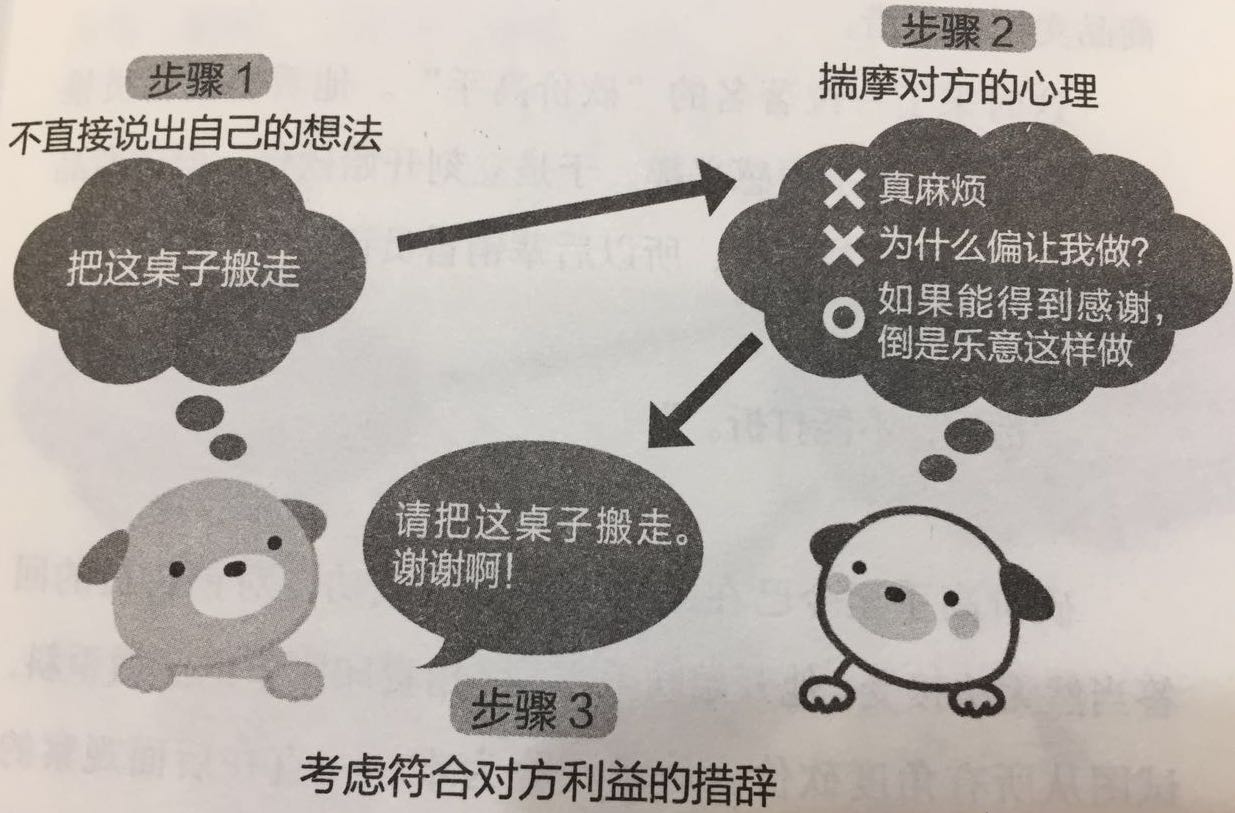 步骤 1
不直接说出自己的想法
把这桌子搬走
步骤 2
揣摩对方的心理
× 真麻烦
× 为什么偏让我做?
○ 如果能得到感谢,
倒是乐意这样做
请把这桌子搬走。
谢谢啊!
步骤 3
考虑符合对方利益的措辞